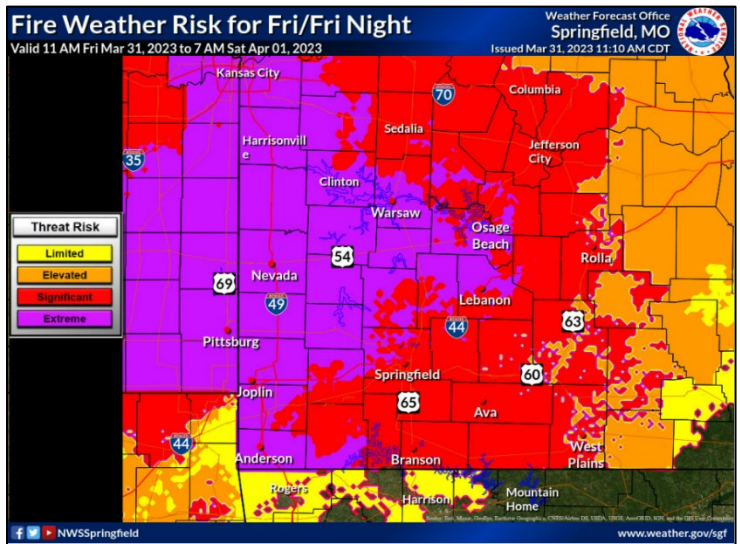 Fire Weather Risk for Fri/Fri Night
Valid 11 AM Fri Mar 31, 2023 to 7 AM Sat Apr 01, 2023
Weather Forecast Office
Springfield, MO
Issued Mar 31, 2023 11:10 AM CDT
Kansas City
70
Columbia
Sedalia
Harrisonvill
e
Jefferson
City
35
Clinton
Warsaw
Osage
Beach
Threat Risk
Limited
Elevated
Significant
Extreme
54
Rolla
69
Nevada
49
Lebanon
63
44
Pittsburg
Springfield
60
Joplin
65
Ava
44
Anderson
Branson
West
Plains
Rogers
Harrison
Mountain
Home
NWSSpringfield
www.weather.gov/sgf